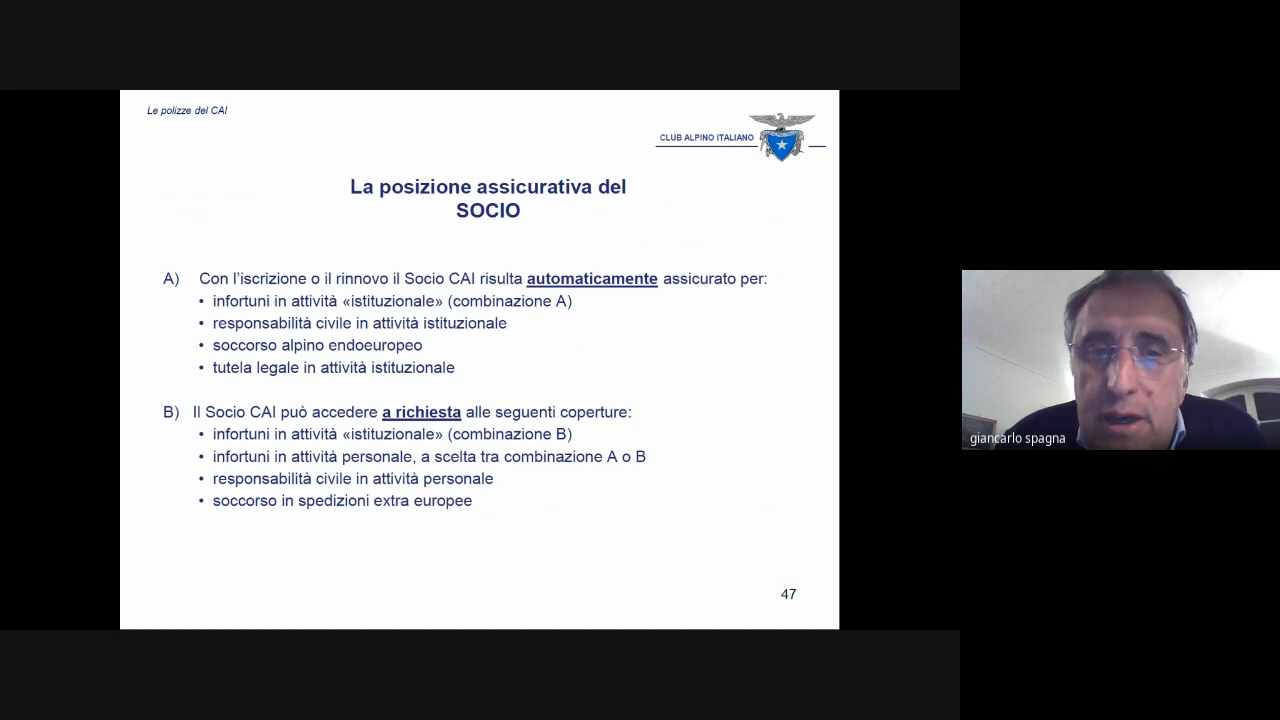 Le polizze del CAI
CLUB ALPINO ITALIANO
La posizione assicurativa del
SOCIO
A) Con l’iscrizione o il rinnovo il Socio CAI risulta automaticamente assicurato per:
• infortuni in attività «istituzionale» (combinazione A)
• responsabilità civile in attività istituzionale
• soccorso alpino endoeuropeo
• tutela legale in attività istituzionale
B) Il Socio CAI può accedere a richiesta alle seguenti coperture:
• infortuni in attività «istituzionale» (combinazione B)
• infortuni in attività personale, a scelta tra combinazione A o B
• responsabilità civile in attività personale
• soccorso in spedizioni extra europee
47
giancarlo spagna